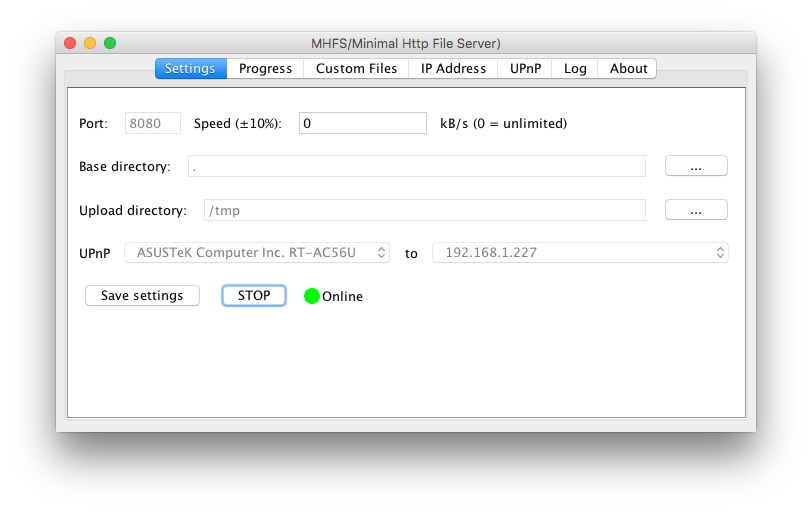 MHFS/Minimal Http File Server)
Settings Progress Custom Files IP Address UPnP Log About
Port: 8080 Speed (±10%): 0 kB/s (0 = unlimited)
Base directory: . ...
Upload directory: /tmp ...
UPnP ASUSTeK Computer Inc. RT-AC56U to 192.168.1.227
Save settings STOP Online